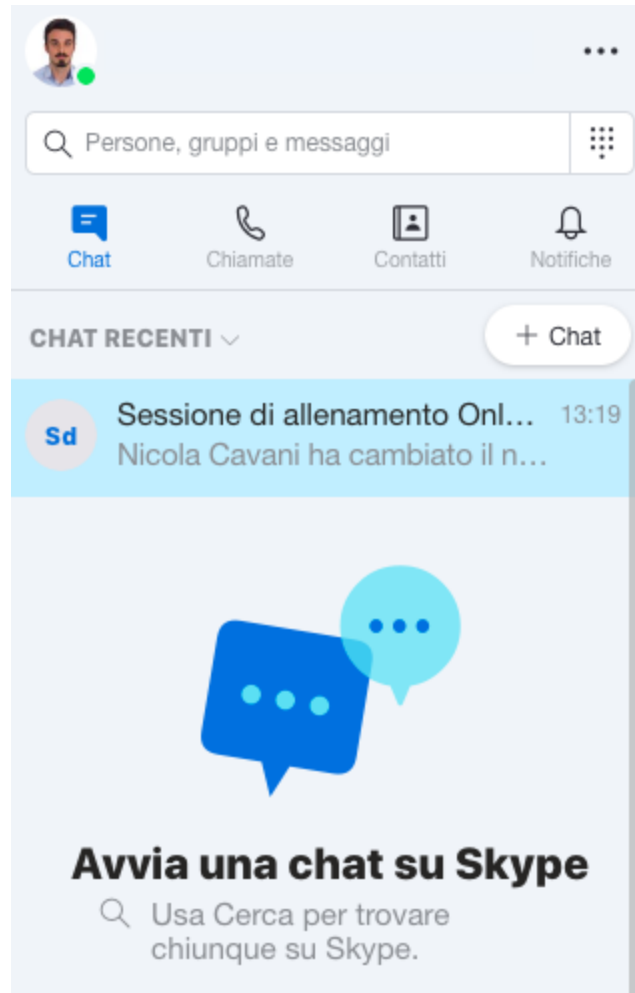 Persone, gruppi e messaggi
Chat
Chiamate
Contatti
Notifiche
CHAT RECENTI
+ Chat
Sd
Sessione di allenamento Onl...
13:19
Nicola Cavani ha cambiato il n...
Avvia una chat su Skype
Usa Cerca per trovare
chiunque su Skype.